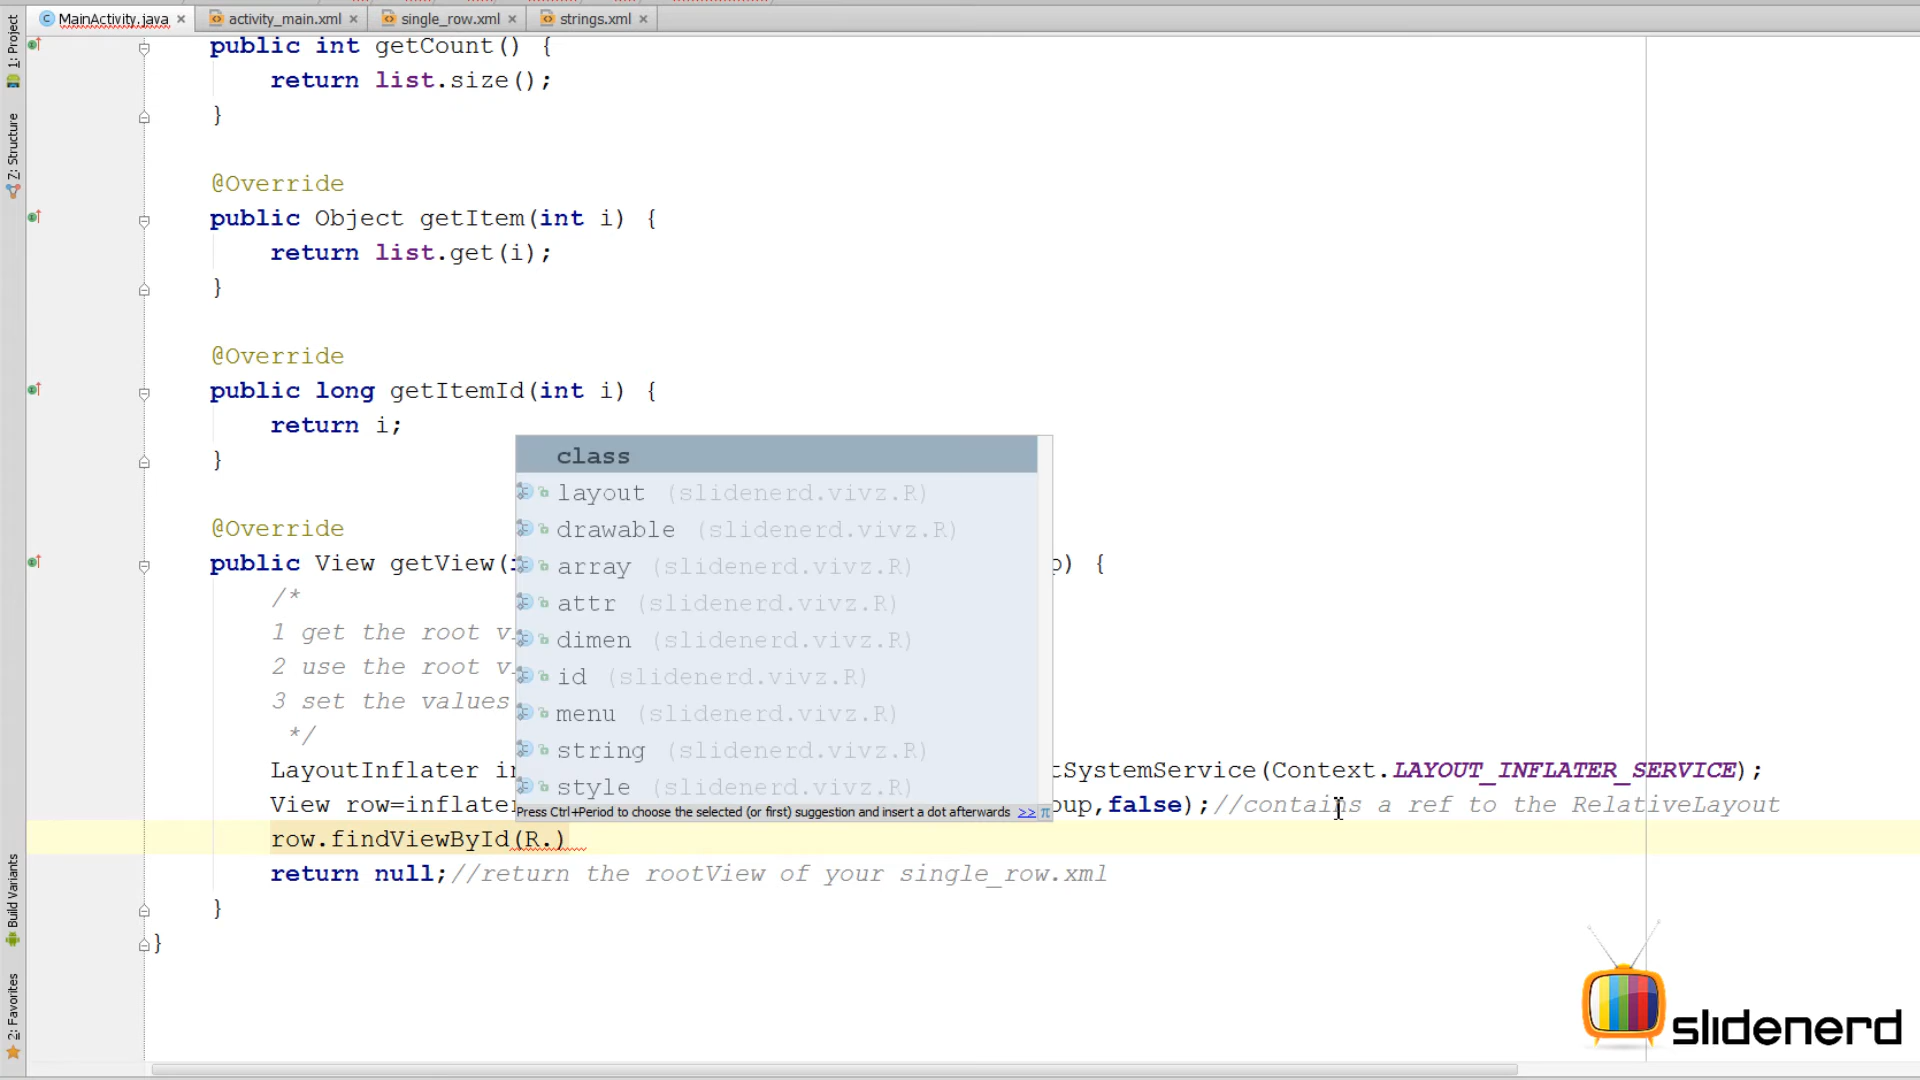 1: Project
Z: Structure
Build Variants
2: Favorites
MainActivity.java
activity_main.xml
single_row.xml
strings.xml
public int getCount() {
return list.size();
}
@Override
public Object getItem(int i) {
return list.get(i);
}
@Override
public long getItemId(int i) {
return i;
}
@Override
public View getView(i
p) {
/*
1 get the root v
2 use the root v
3 set the values
*/
LayoutInflater in
tSystemService(Context.LAYOUT_INFLATER_SERVICE);
View row=inflater
oup,false);//contains a ref to the RelativeLayout
row.findViewById(R.)
return null;//return the rootView of your single_row.xml
}
}
class
layout (slidenerd.vivz.R)
drawable (slidenerd.vivz.R)
array (slidenerd.vivz.R)
attr (slidenerd.vivz.R)
dimen (slidenerd.vivz.R)
id (slidenerd.vivz.R)
menu (slidenerd.vivz.R)
string (slidenerd.vivz.R)
style (slidenerd.vivz.R)
Press Ctrl+Period to choose the selected (or first) suggestion and insert a dot afterwards >> π
slidenerd